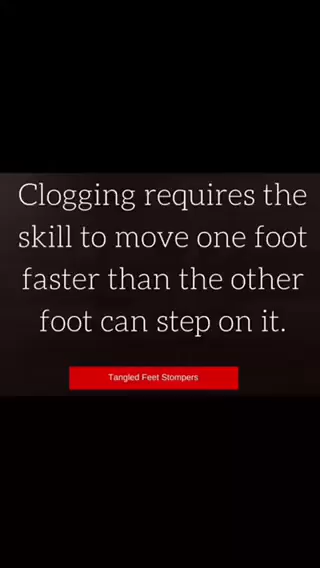 Clogging requires the
skill to move one foot
faster than the other
foot can step on it.
Tangled Feet Stompers